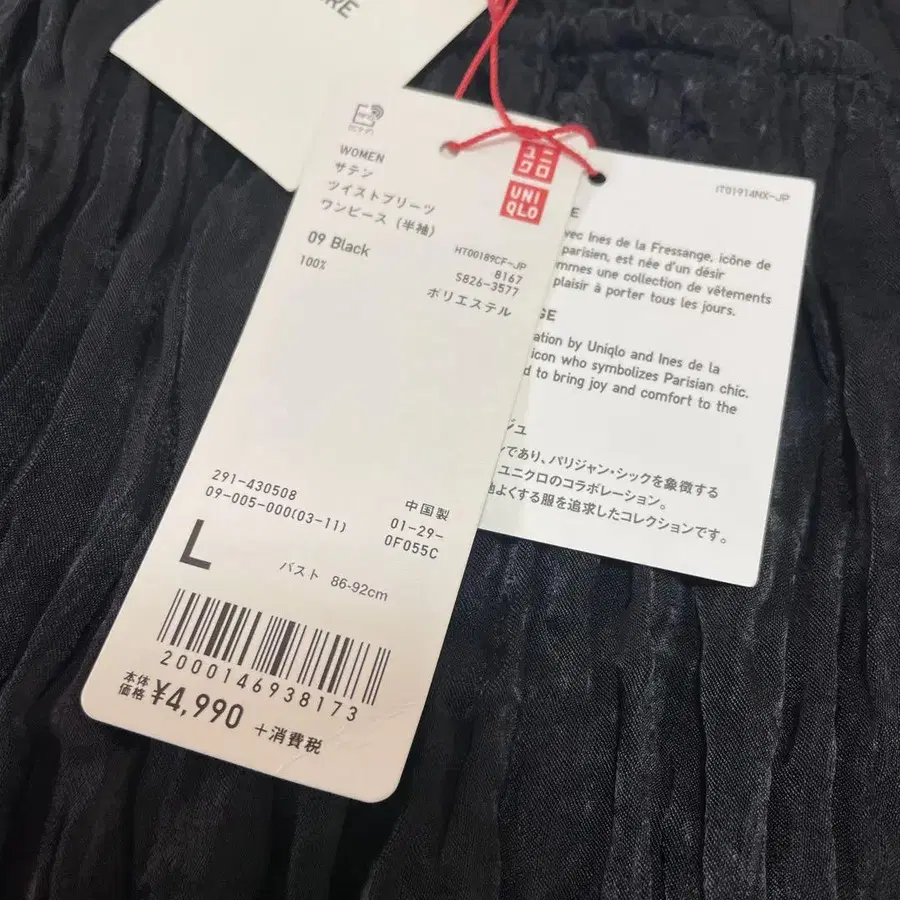 RE
WOMEN
サテン
ツイストプリーツ
ワンピース (半袖)
09 Black
100%
HT00189CF-JP
8167
S826-3577
ポリエステル
ユニ
クロ
UNI
QLO
291-430508
09-005-000(03-11)
中国製
01-29-
0F055C
L
バスト 86-92cm
2000146938173
本体
価格 ¥4,990 +消費税
IT01914NX-JP
E
vec Ines de la Fressange, icône de
parisien, est née d'un désir
mmes une collection de vêtements
plaisir à porter tous les jours.
GE
ation by Uniqlo and Ines de la
icon who symbolizes Parisian chic.
d to bring joy and comfort to the
ジュ
ンであり、パリジャン・シックを象徴する
ユニクロのコラボレーション。
地よくする服を追求したコレクションです。